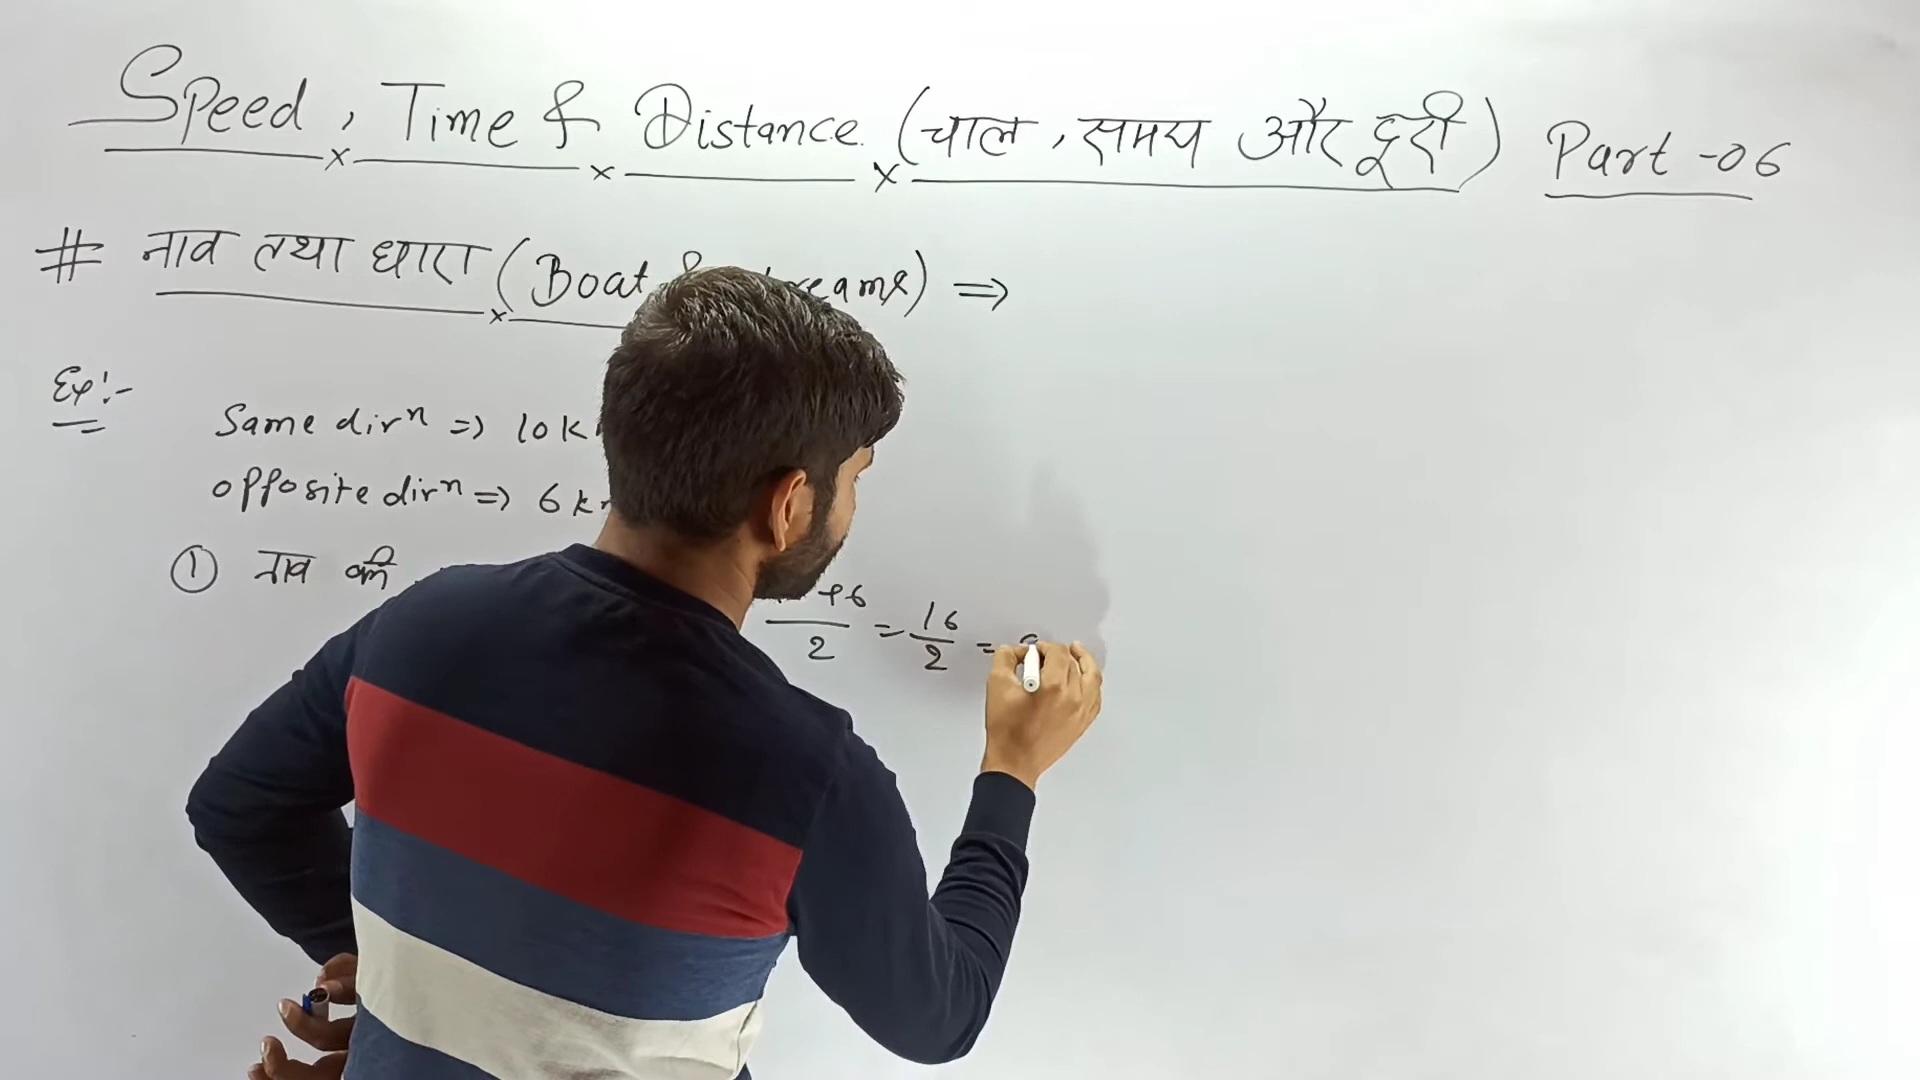 Speed, Time & Distance (चाल, समय और दूरी) Part -06
# नाव तथा धारा (Boat & Streams) ⇒
Ex:-
Same dirⁿ => 10 k
opposite dirⁿ => 6 k
① नाव की +6/2 = 16/2 =